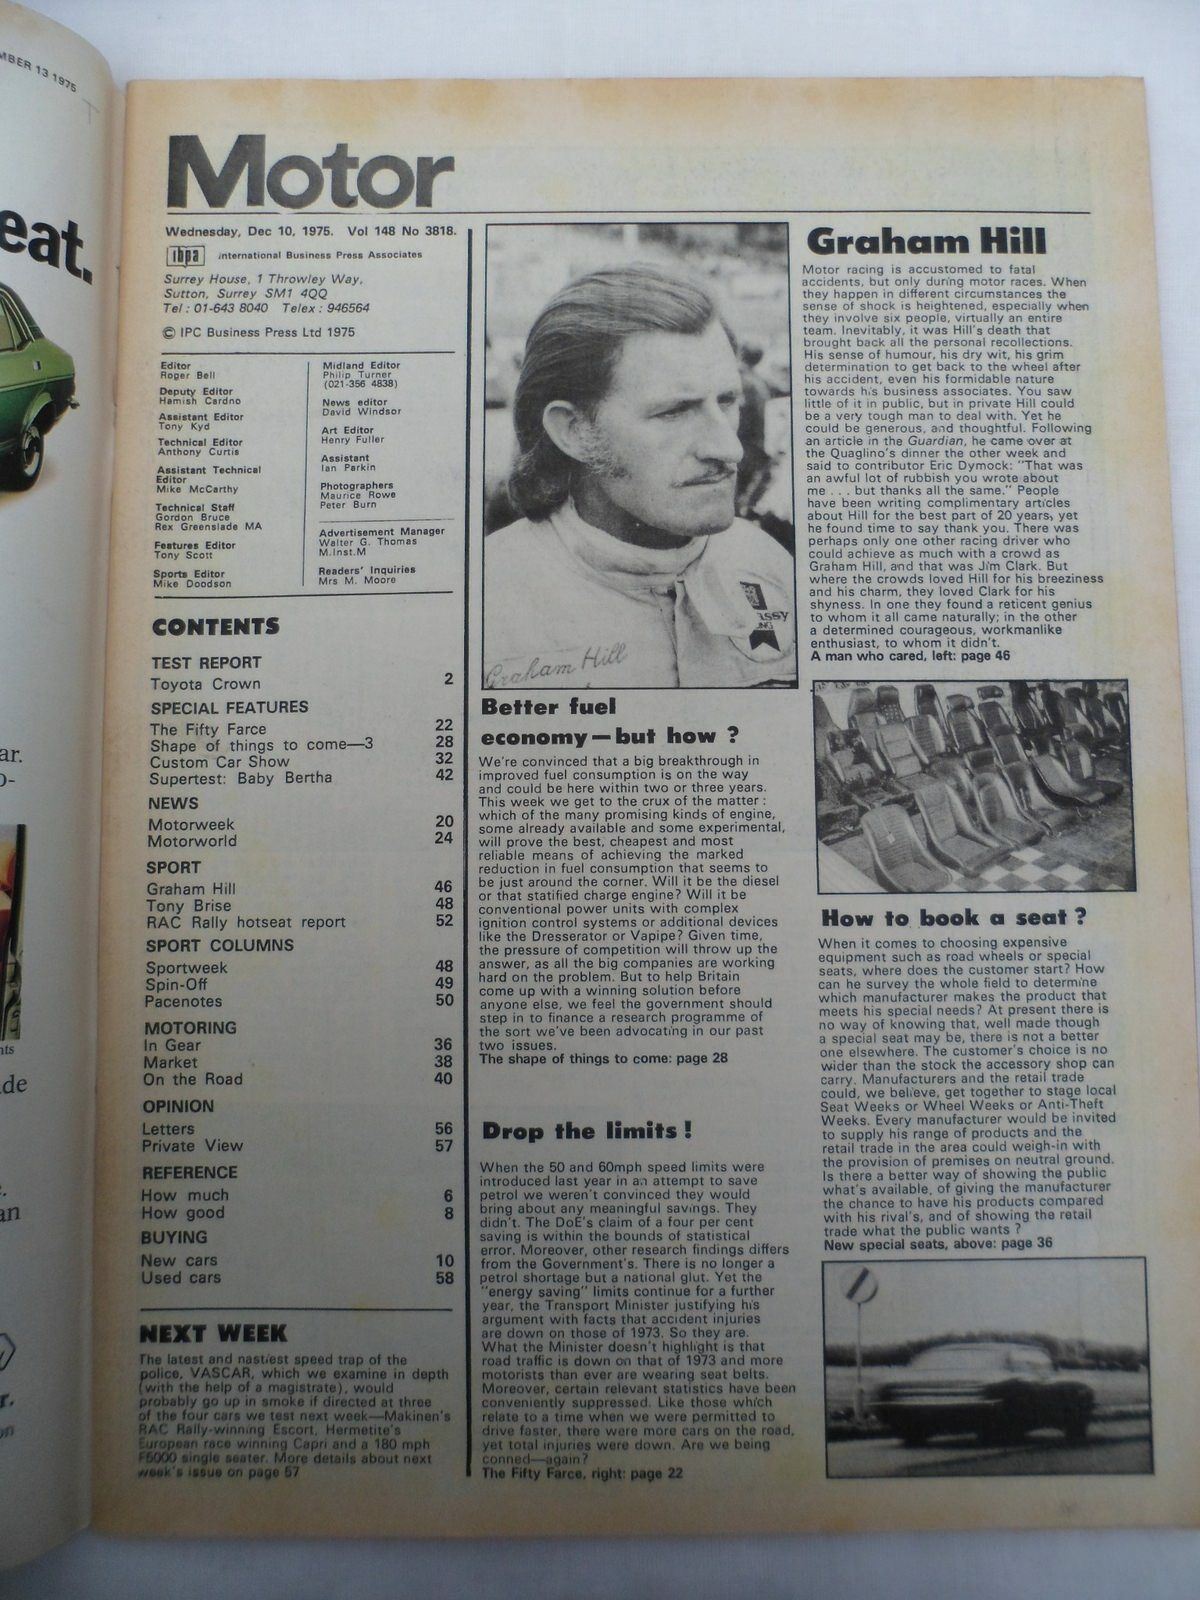 MBER 13 1975
eat.
ar.
o-
nts
ade
e.
an
r.
on
Motor
Wednesday, Dec 10, 1975. Vol 148 No 3818.
ibpa International Business Press Associates
Surrey House, 1 Throwley Way,
Sutton, Surrey SM1 4QQ
Tel : 01-643 8040 Telex : 946564
© IPC Business Press Ltd 1975
Editor
Roger Bell
Deputy Editor
Hamish Cardno
Assistant Editor
Tony Kyd
Technical Editor
Anthony Curtis
Assistant Technical
Editor
Mike McCarthy
Technical Staff
Gordon Bruce
Rex Greenslade MA
Features Editor
Tony Scott
Sports Editor
Mike Doodson
Midland Editor
Philip Turner
(021-356 4838)
News editor
David Windsor
Art Editor
Henry Fuller
Assistant
Ian Parkin
Photographers
Maurice Rowe
Peter Burn
Advertisement Manager
Walter G. Thomas
M.Inst.M
Readers' Inquiries
Mrs M. Moore
CONTENTS
TEST REPORT
Toyota Crown 2
SPECIAL FEATURES
The Fifty Farce 22
Shape of things to come—3 28
Custom Car Show 32
Supertest: Baby Bertha 42
NEWS
Motorweek 20
Motorworld 24
SPORT
Graham Hill 46
Tony Brise 48
RAC Rally hotseat report 52
SPORT COLUMNS
Sportweek 48
Spin-Off 49
Pacenotes 50
MOTORING
In Gear 36
Market 38
On the Road 40
OPINION
Letters 56
Private View 57
REFERENCE
How much 6
How good 8
BUYING
New cars 10
Used cars 58
NEXT WEEK
The latest and nastiest speed trap of the
police, VASCAR, which we examine in depth
(with the help of a magistrate), would
probably go up in smoke if directed at three
of the four cars we test next week—Makinen's
RAC Rally-winning Escort, Hermetite's
European race winning Capri and a 180 mph
F5000 single seater. More details about next
week's issue on page 57
Graham Hill
Better fuel
economy—but how ?
We're convinced that a big breakthrough in
improved fuel consumption is on the way
and could be here within two or three years.
This week we get to the crux of the matter :
which of the many promising kinds of engine,
some already available and some experimental,
will prove the best, cheapest and most
reliable means of achieving the marked
reduction in fuel consumption that seems to
be just around the corner. Will it be the diesel
or that statified charge engine? Will it be
conventional power units with complex
ignition control systems or additional devices
like the Dresserator or Vapipe? Given time,
the pressure of competition will throw up the
answer, as all the big companies are working
hard on the problem. But to help Britain
come up with a winning solution before
anyone else, we feel the government should
step in to finance a research programme of
the sort we've been advocating in our past
two issues.
The shape of things to come: page 28
Drop the limits !
When the 50 and 60mph speed limits were
introduced last year in an attempt to save
petrol we weren't convinced they would
bring about any meaningful savings. They
didn't. The DoE's claim of a four per cent
saving is within the bounds of statistical
error. Moreover, other research findings differs
from the Government's. There is no longer a
petrol shortage but a national glut. Yet the
"energy saving" limits continue for a further
year, the Transport Minister justifying his
argument with facts that accident injuries
are down on those of 1973. So they are.
What the Minister doesn't highlight is that
road traffic is down on that of 1973 and more
motorists than ever are wearing seat belts.
Moreover, certain relevant statistics have been
conveniently suppressed. Like those which
relate to a time when we were permitted to
drive faster, there were more cars on the road,
yet total injuries were down. Are we being
conned—again?
The Fifty Farce, right: page 22
Graham Hill
Motor racing is accustomed to fatal
accidents, but only during motor races. When
they happen in different circumstances the
sense of shock is heightened, especially when
they involve six people, virtually an entire
team. Inevitably, it was Hill's death that
brought back all the personal recollections.
His sense of humour, his dry wit, his grim
determination to get back to the wheel after
his accident, even his formidable nature
towards his business associates. You saw
little of it in public, but in private Hill could
be a very tough man to deal with. Yet he
could be generous, and thoughtful. Following
an article in the Guardian, he came over at
the Quaglino's dinner the other week and
said to contributor Eric Dymock: "That was
an awful lot of rubbish you wrote about
me . . . but thanks all the same." People
have been writing complimentary articles
about Hill for the best part of 20 years, yet
he found time to say thank you. There was
perhaps only one other racing driver who
could achieve as much with a crowd as
Graham Hill, and that was Jim Clark. But
where the crowds loved Hill for his breeziness
and his charm, they loved Clark for his
shyness. In one they found a reticent genius
to whom it all came naturally; in the other
a determined courageous, workmanlike
enthusiast, to whom it didn't.
A man who cared, left: page 46
How to book a seat ?
When it comes to choosing expensive
equipment such as road wheels or special
seats, where does the customer start? How
can he survey the whole field to determine
which manufacturer makes the product that
meets his special needs? At present there is
no way of knowing that, well made though
a special seat may be, there is not a better
one elsewhere. The customer's choice is no
wider than the stock the accessory shop can
carry. Manufacturers and the retail trade
could, we believe, get together to stage local
Seat Weeks or Wheel Weeks or Anti-Theft
Weeks. Every manufacturer would be invited
to supply his range of products and the
retail trade in the area could weigh-in with
the provision of premises on neutral ground.
Is there a better way of showing the public
what's available, of giving the manufacturer
the chance to have his products compared
with his rival's, and of showing the retail
trade what the public wants ?
New special seats, above: page 36